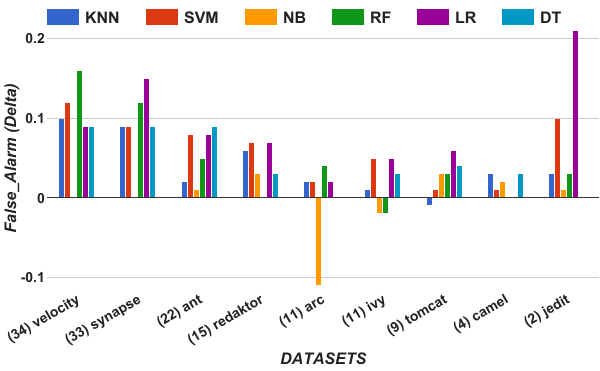 KNN SVM NB RF LR DT
0.2
0.1
0
-0.1
False_Alarm (Delta)
(34) velocity
(33) synapse
(22) ant
(15) redaktor
(11) arc
(11) ivy
(9) tomcat
(4) camel
(2) jedit
DATASETS